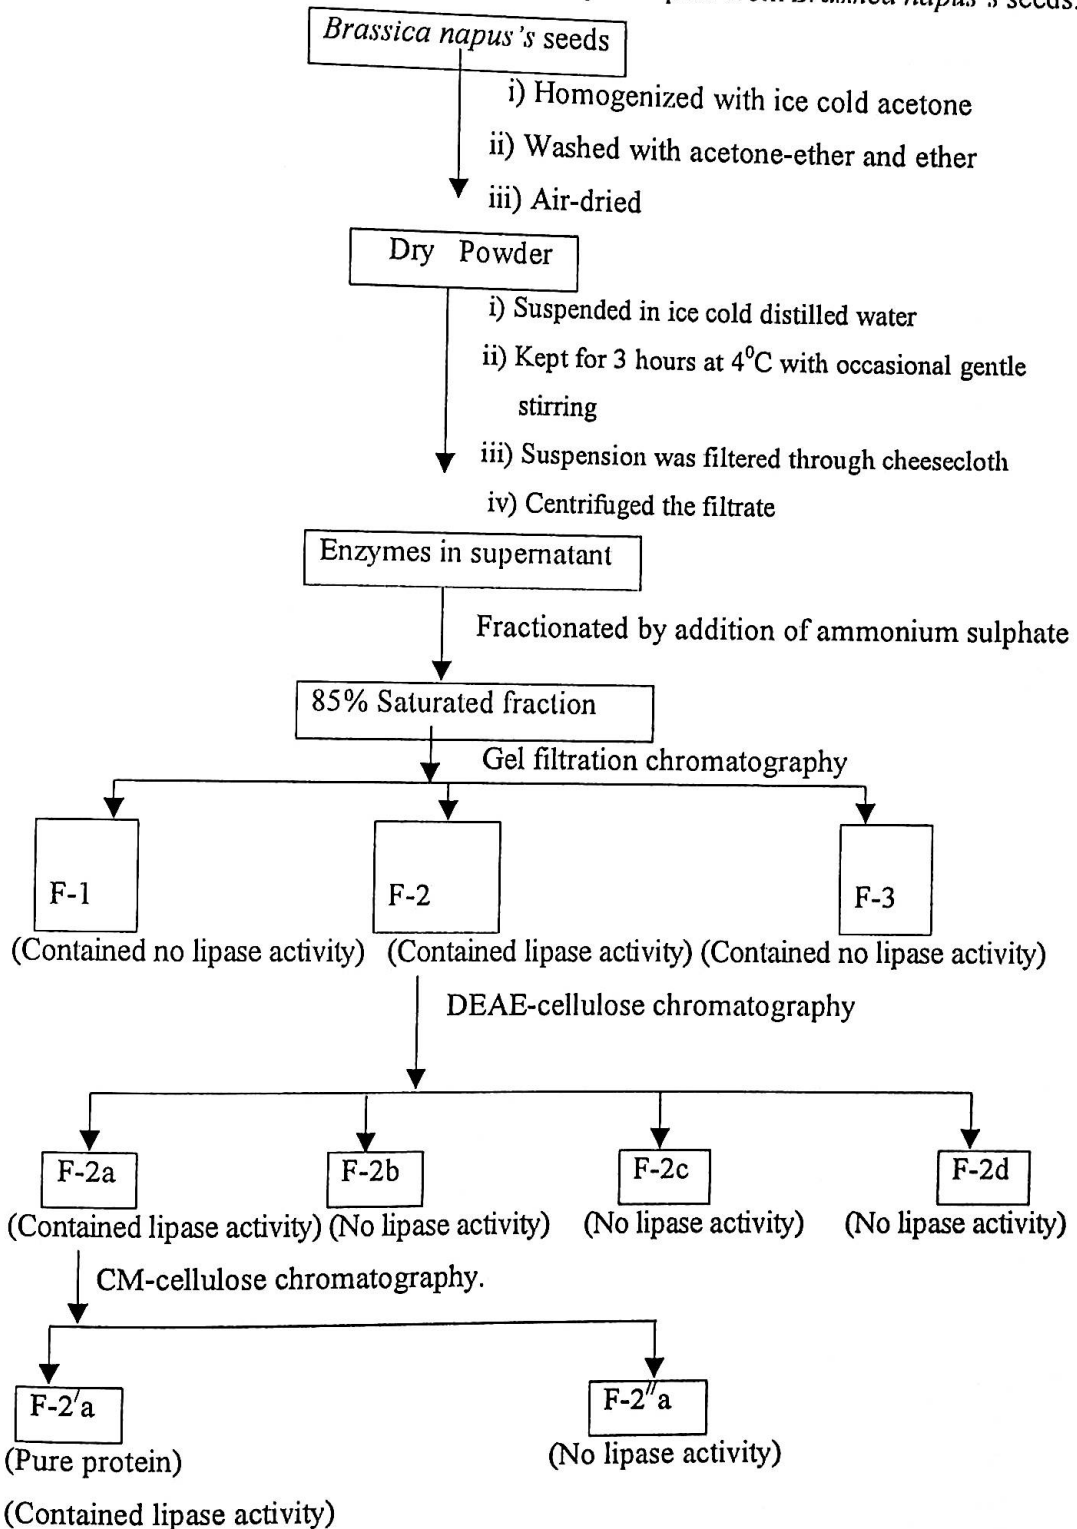 from Brassica napus's seeds.
Brassica napus's seeds
i) Homogenized with ice cold acetone
ii) Washed with acetone-ether and ether
iii) Air-dried
Dry Powder
i) Suspended in ice cold distilled water
ii) Kept for 3 hours at 4⁰C with occasional gentle
stirring
iii) Suspension was filtered through cheesecloth
iv) Centrifuged the filtrate
Enzymes in supernatant
Fractionated by addition of ammonium sulphate
85% Saturated fraction
Gel filtration chromatography
F-1 F-2 F-3
(Contained no lipase activity) (Contained lipase activity) (Contained no lipase activity)
DEAE-cellulose chromatography
F-2a F-2b F-2c F-2d
(Contained lipase activity) (No lipase activity) (No lipase activity) (No lipase activity)
CM-cellulose chromatography.
F-2/a F-2//a
(Pure protein) (No lipase activity)
(Contained lipase activity)